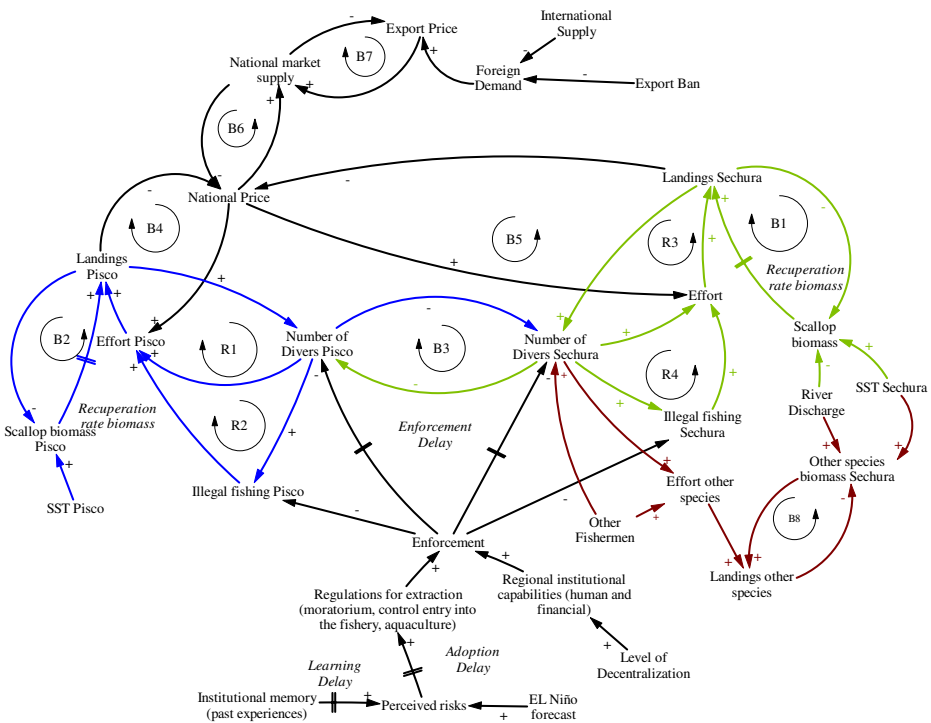 International
Supply
Export Price
B7
National market
supply
Foreign
Demand
Export Ban
B6
Landings Sechura
National Price
B4
B5
R3
B1
Landings
Pisco
Recuperation
rate biomass
Effort
B2
Effort Pisco
R1
Number of
Divers Pisco
B3
Number of
Divers Sechura
Scallop
biomass
R4
SST Sechura
River
Discharge
Recuperation
rate biomass
R2
Enforcement
Delay
Illegal fishing
Sechura
Scallop biomass
Pisco
Other species
biomass Sechura
Illegal fishing Pisco
Effort other
species
SST Pisco
B8
Other
Fishermen
Enforcement
Landings other
species
Regulations for extraction
(moratorium, control entry into
the fishery, aquaculture)
Regional institutional
capabilities (human and
financial)
Level of
Decentralization
Learning
Delay
Adoption
Delay
Institutional memory
(past experiences)
Perceived risks
EL Niño
forecast